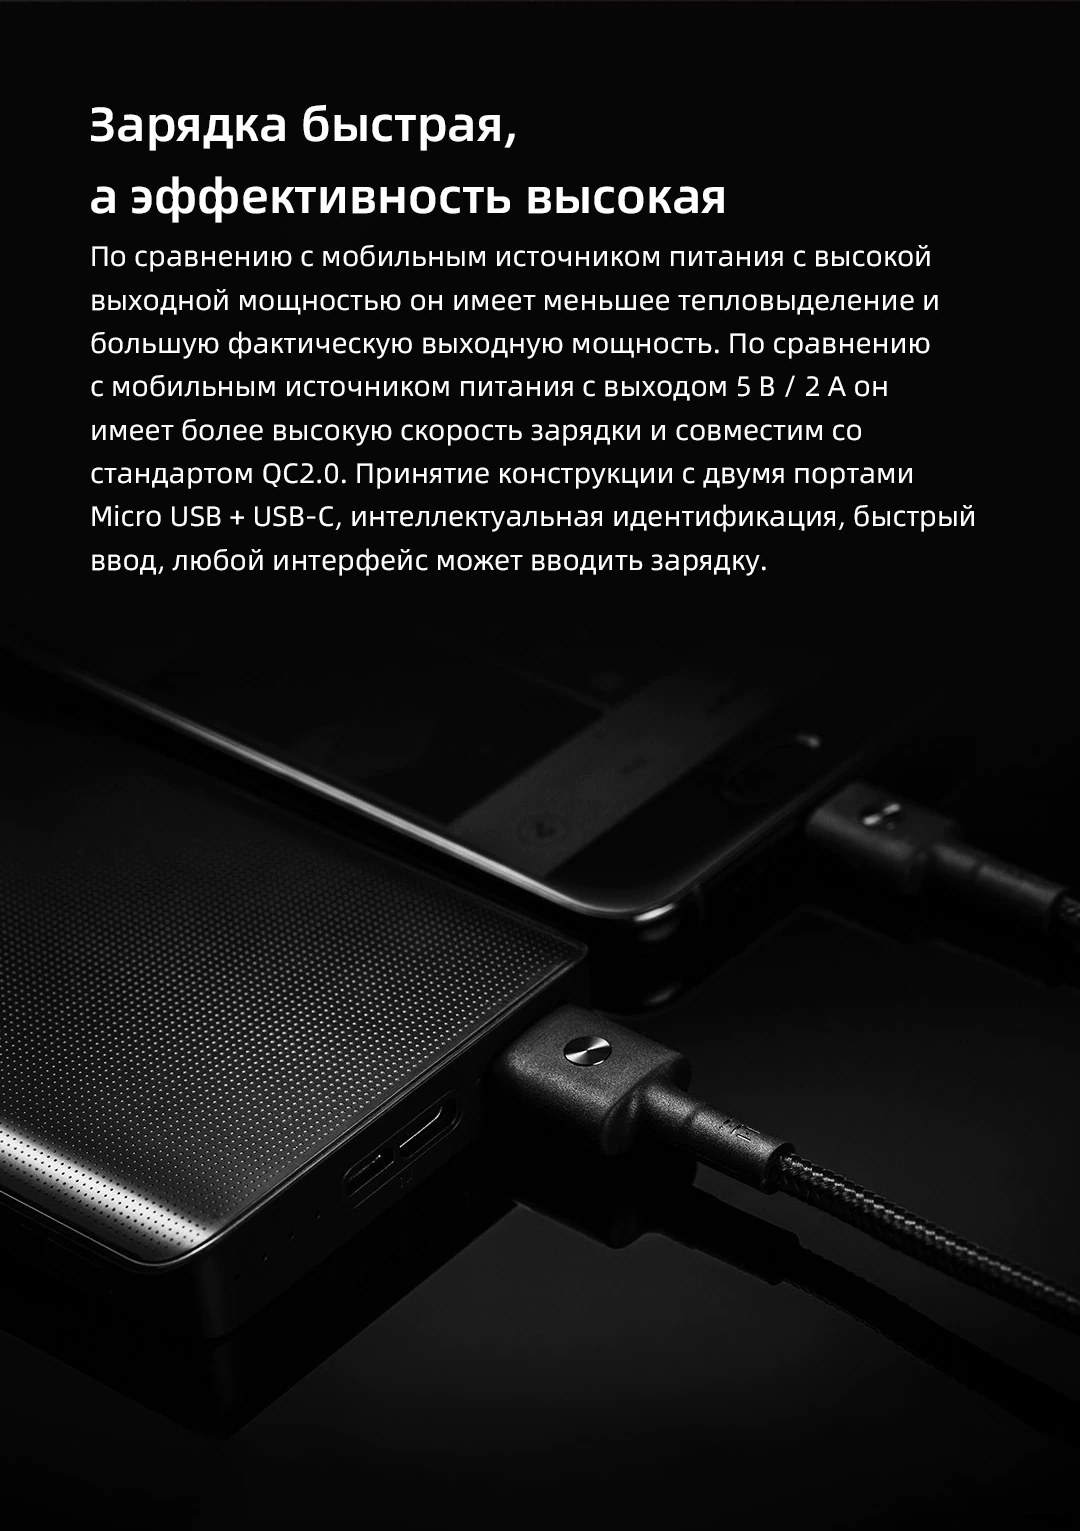 Зарядка быстрая,
а эффективность высокая
По сравнению с мобильным источником питания с высокой
выходной мощностью он имеет меньшее тепловыделение и
большую фактическую выходную мощность. По сравнению
с мобильным источником питания с выходом 5 В / 2 А он
имеет более высокую скорость зарядки и совместим со
стандартом QC2.0. Принятие конструкции с двумя портами
Micro USB + USB-C, интеллектуальная идентификация, быстрый
ввод, любой интерфейс может вводить зарядку.